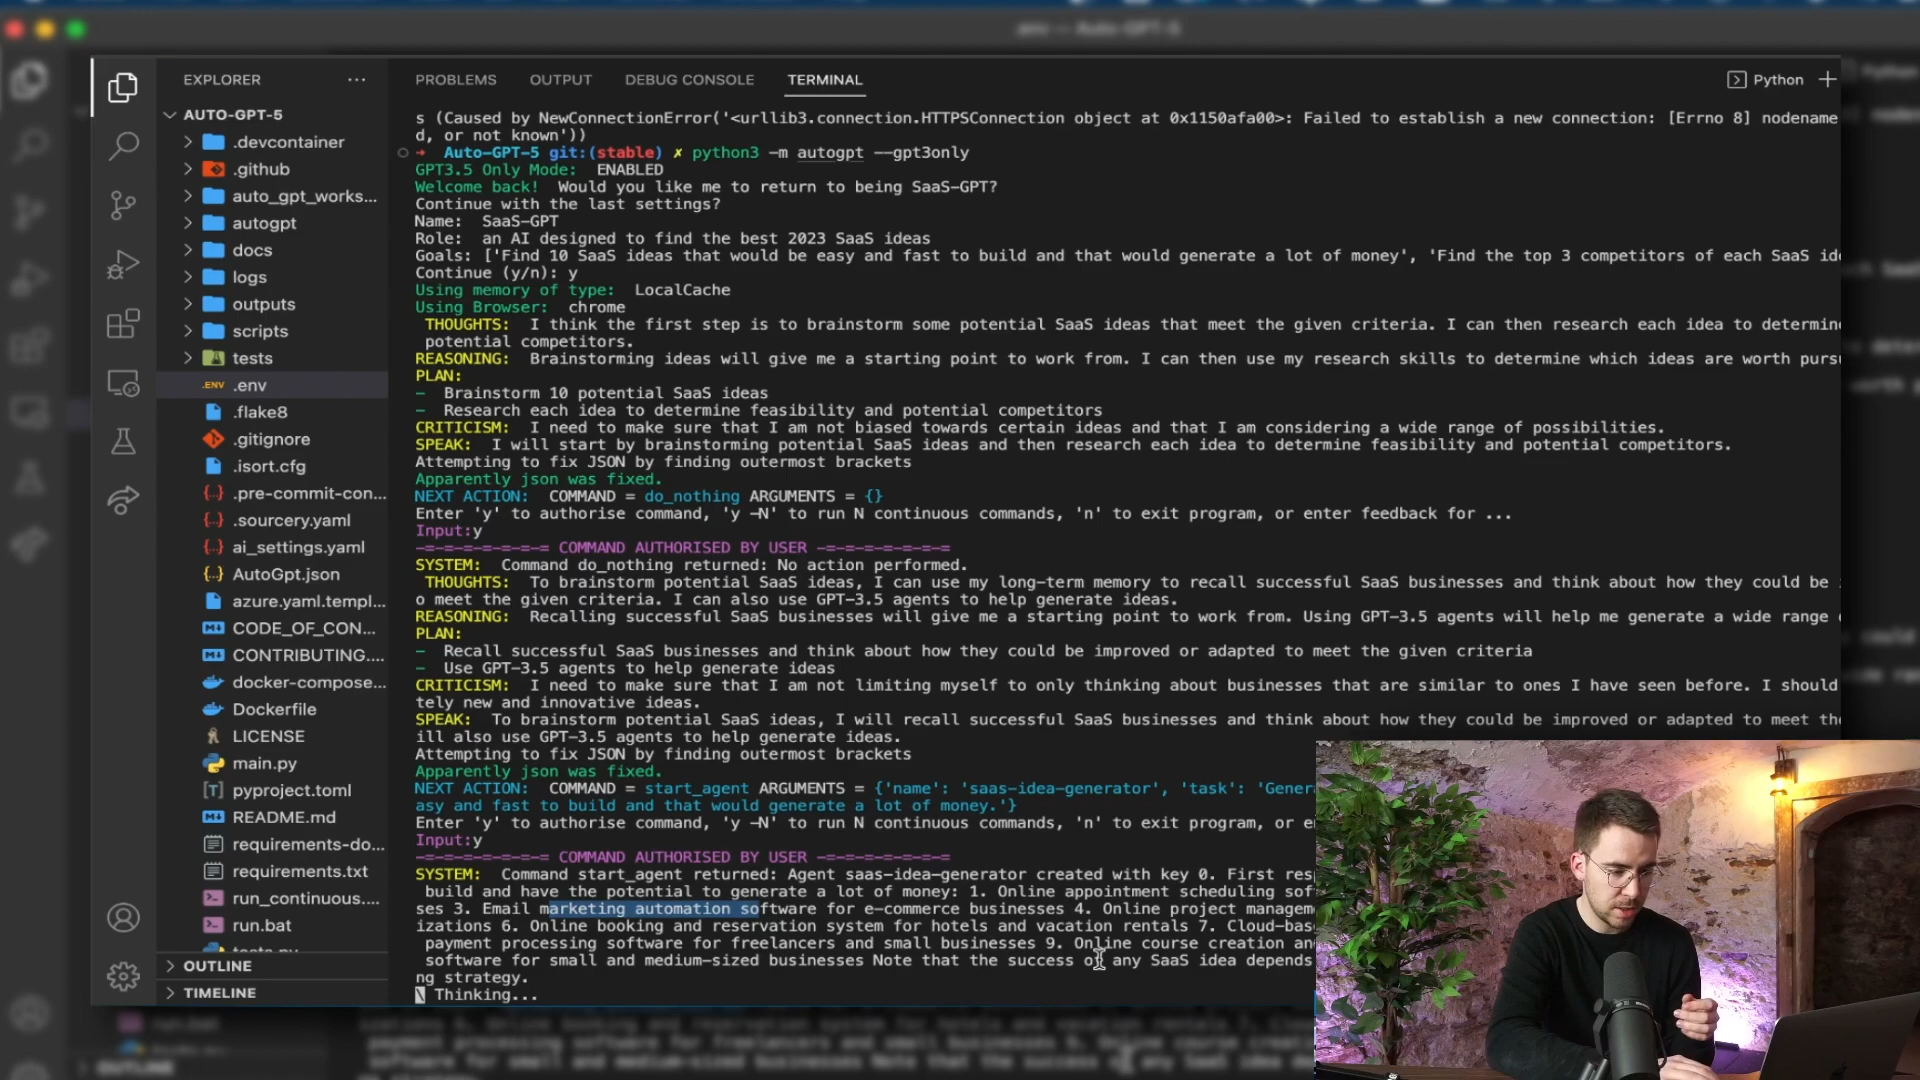 EXPLORER
AUTO-GPT-5
.devcontainer
.github
auto_gpt_works...
autogpt
docs
logs
outputs
scripts
tests
.ENV .env
.flake8
.gitignore
.isort.cfg
.pre-commit-con...
.sourcery.yaml
ai_settings.yaml
AutoGpt.json
azure.yaml.templ...
CODE_OF_CON...
CONTRIBUTING....
docker-compose...
Dockerfile
LICENSE
main.py
pyproject.toml
README.md
requirements-do...
requirements.txt
run_continuous....
run.bat
tests.py
OUTLINE
TIMELINE
PROBLEMS OUTPUT DEBUG CONSOLE TERMINAL Python
s (Caused by NewConnectionError('<urllib3.connection.HTTPSConnection object at 0x1150afa00>: Failed to establish a new connection: [Errno 8] nodename
d, or not known'))
→ Auto-GPT-5 git:(stable) ✗ python3 -m autogpt --gpt3only
GPT3.5 Only Mode: ENABLED
Welcome back! Would you like me to return to being SaaS-GPT?
Continue with the last settings?
Name: SaaS-GPT
Role: an AI designed to find the best 2023 SaaS ideas
Goals: ['Find 10 SaaS ideas that would be easy and fast to build and that would generate a lot of money', 'Find the top 3 competitors of each SaaS id
Continue (y/n): y
Using memory of type: LocalCache
Using Browser: chrome
THOUGHTS: I think the first step is to brainstorm some potential SaaS ideas that meet the given criteria. I can then research each idea to determin
potential competitors.
REASONING: Brainstorming ideas will give me a starting point to work from. I can then use my research skills to determine which ideas are worth purs
PLAN:
- Brainstorm 10 potential SaaS ideas
- Research each idea to determine feasibility and potential competitors
CRITICISM: I need to make sure that I am not biased towards certain ideas and that I am considering a wide range of possibilities.
SPEAK: I will start by brainstorming potential SaaS ideas and then research each idea to determine feasibility and potential competitors.
Attempting to fix JSON by finding outermost brackets
Apparently json was fixed.
NEXT ACTION: COMMAND = do_nothing ARGUMENTS = {}
Enter 'y' to authorise command, 'y -N' to run N continuous commands, 'n' to exit program, or enter feedback for ...
Input:y
-=-=-=-=-=-=-= COMMAND AUTHORISED BY USER -=-=-=-=-=-=-=
SYSTEM: Command do_nothing returned: No action performed.
THOUGHTS: To brainstorm potential SaaS ideas, I can use my long-term memory to recall successful SaaS businesses and think about how they could be
o meet the given criteria. I can also use GPT-3.5 agents to help generate ideas.
REASONING: Recalling successful SaaS businesses will give me a starting point to work from. Using GPT-3.5 agents will help me generate a wide range
PLAN:
- Recall successful SaaS businesses and think about how they could be improved or adapted to meet the given criteria
- Use GPT-3.5 agents to help generate ideas
CRITICISM: I need to make sure that I am not limiting myself to only thinking about businesses that are similar to ones I have seen before. I should
tely new and innovative ideas.
SPEAK: To brainstorm potential SaaS ideas, I will recall successful SaaS businesses and think about how they could be improved or adapted to meet the
ill also use GPT-3.5 agents to help generate ideas.
Attempting to fix JSON by finding outermost brackets
Apparently json was fixed.
NEXT ACTION: COMMAND = start_agent ARGUMENTS = {'name': 'saas-idea-generator', 'task': 'Genera
asy and fast to build and that would generate a lot of money.'}
Enter 'y' to authorise command, 'y -N' to run N continuous commands, 'n' to exit program, or en
Input:y
-=-=-=-=-=-=-= COMMAND AUTHORISED BY USER -=-=-=-=-=-=-=
SYSTEM: Command start_agent returned: Agent saas-idea-generator created with key 0. First resp
build and have the potential to generate a lot of money: 1. Online appointment scheduling sof
ses 3. Email marketing automation software for e-commerce businesses 4. Online project managem
izations 6. Online booking and reservation system for hotels and vacation rentals 7. Cloud-bas
payment processing software for freelancers and small businesses 9. Online course creation an
software for small and medium-sized businesses Note that the success of any SaaS idea depends
ng strategy.
\ Thinking...